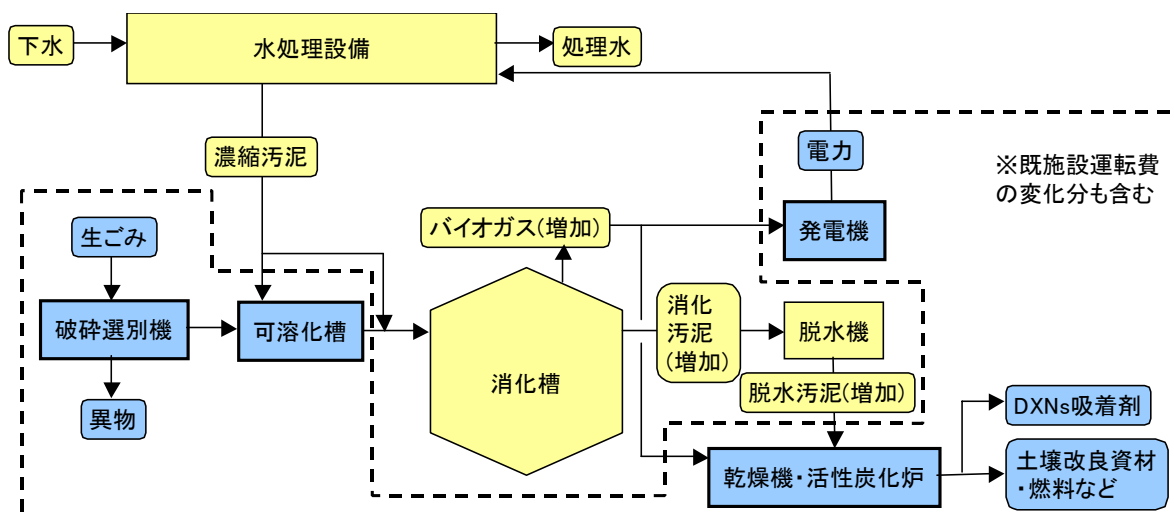 下水
水処理設備
処理水
濃縮汚泥
電力
※既施設運転費
の変化分も含む
生ごみ
バイオガス(増加)
発電機
破砕選別機
可溶化槽
消化
汚泥
(増加)
脱水機
消化槽
異物
脱水汚泥(増加)
DXNs吸着剤
乾燥機・活性炭化炉
土壌改良資材
・燃料など